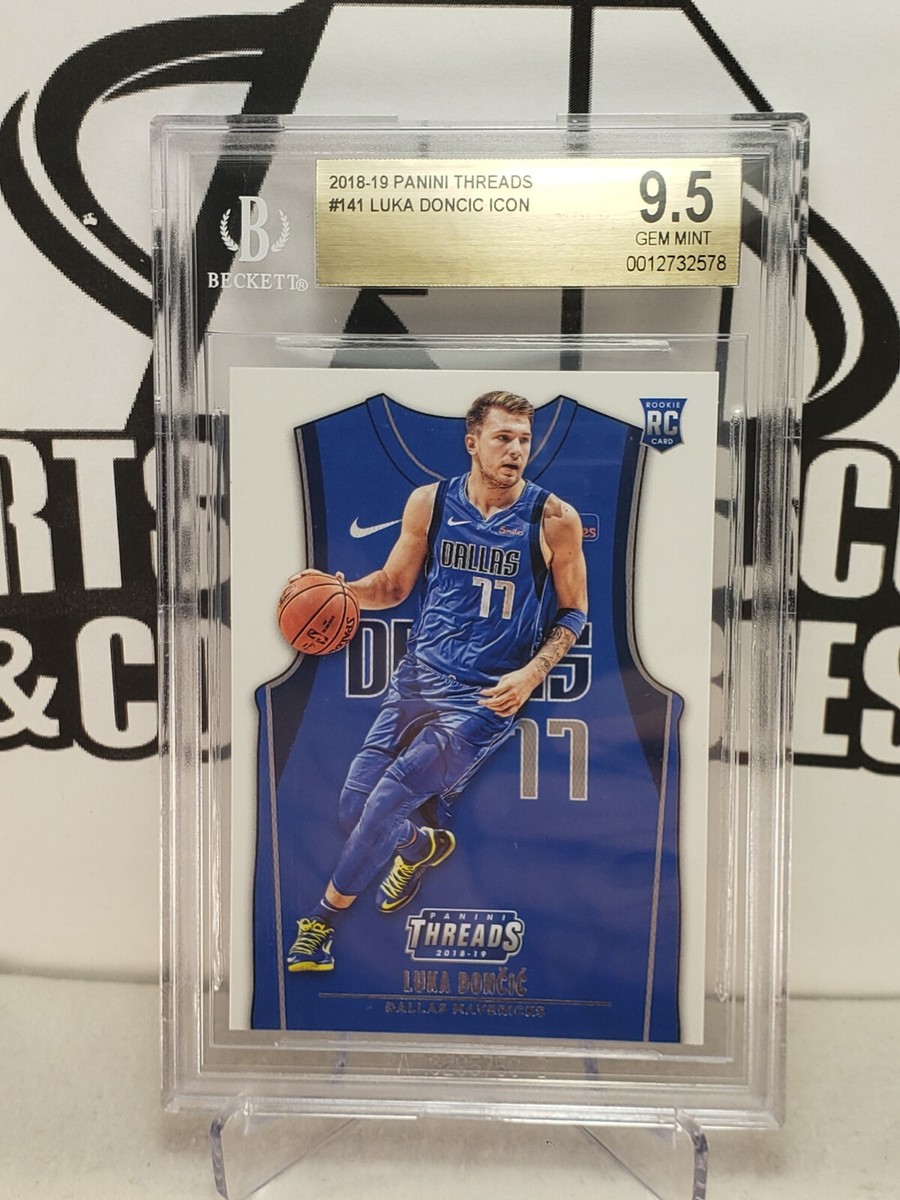 2018-19 PANINI THREADS
#141 LUKA DONCIC ICON
9.5
GEM MINT
0012732578
B
BECKETT®
ROOKIE
RC
CARD
DALLAS
77
77
SPALDING
PANINI
THREADS
2018-19
LUKA DONČIĆ
DALLAS MAVERICKS